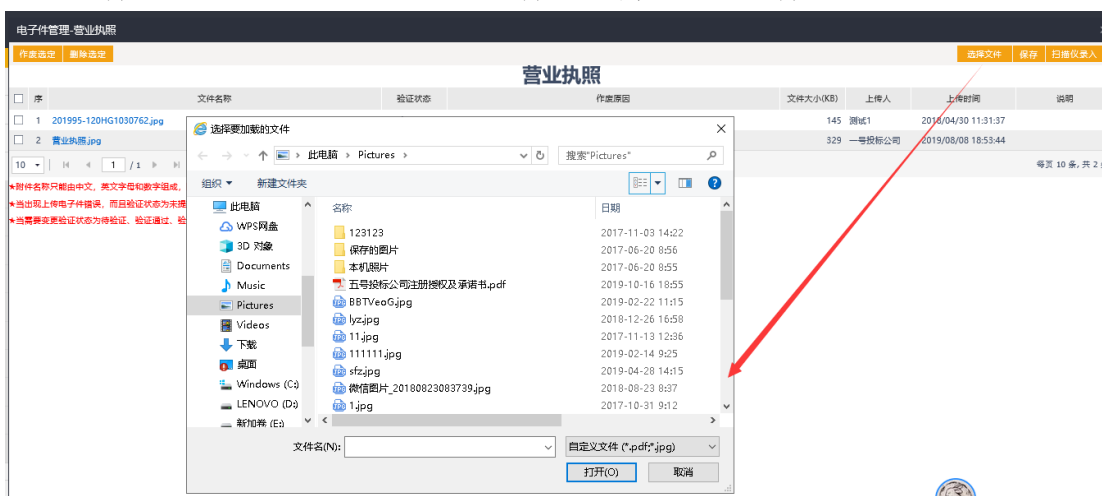 电子件管理-营业执照
作废选定 删除选定 选择文件 保存 扫描仪录入
营业执照
序 文件名称 验证状态 作废原因 文件大小(KB) 上传人 上传时间 说明
1 201995-120HG1030762.jpg 145 测试1 2018/04/30 11:31:37
2 营业执照.jpg 329 一号投标公司 2019/08/08 18:53:44
10 1 / 1 每页 10 条, 共 2
★附件名称只能由中文，英文字母和数字组成，
★当出现上传电子件错误，而且验证状态为未提
★当需要变更验证状态为待验证、验证通过、验
选择要加载的文件
此电脑 > Pictures > 搜索"Pictures"
组织 新建文件夹
此电脑
WPS网盘
3D 对象
Documents
Music
Pictures
Videos
下载
桌面
Windows (C:)
LENOVO (D:)
新加卷 (E:)
名称 日期
123123 2017-11-03 14:22
保存的图片 2017-06-20 8:56
本机照片 2017-06-20 8:55
五号投标公司注册授权及承诺书.pdf 2019-10-16 18:55
BBTVeoG.jpg 2019-02-22 11:15
lyz.jpg 2018-12-26 16:58
11.jpg 2017-11-13 12:36
111111.jpg 2019-02-14 9:25
sfz.jpg 2019-04-28 14:15
微信图片_20180823083739.jpg 2018-08-23 8:37
1.jpg 2017-10-31 9:12
文件名(N): 自定义文件 (*.pdf;*.jpg)
打开(O) 取消